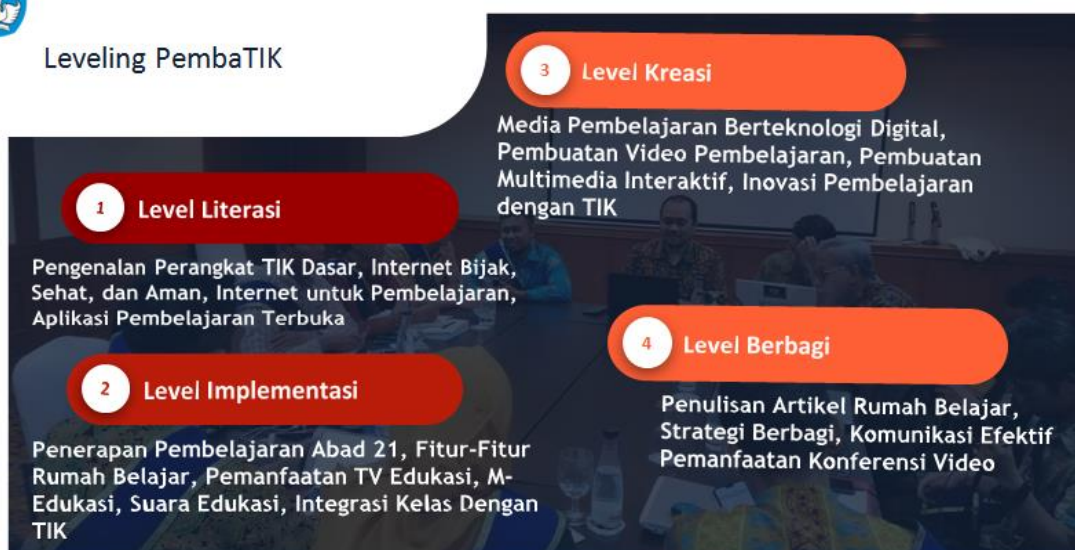 Leveling PembaTIK
1
Level Literasi
Pengenalan Perangkat TIK Dasar, Internet Bijak,
Sehat, dan Aman, Internet untuk Pembelajaran,
Aplikasi Pembelajaran Terbuka
2
Level Implementasi
Penerapan Pembelajaran Abad 21, Fitur-Fitur
Rumah Belajar, Pemanfaatan TV Edukasi, M-
Edukasi, Suara Edukasi, Integrasi Kelas Dengan
TIK
3
Level Kreasi
Media Pembelajaran Berteknologi Digital,
Pembuatan Video Pembelajaran, Pembuatan
Multimedia Interaktif, Inovasi Pembelajaran
dengan TIK
4
Level Berbagi
Penulisan Artikel Rumah Belajar,
Strategi Berbagi, Komunikasi Efektif
Pemanfaatan Konferensi Video